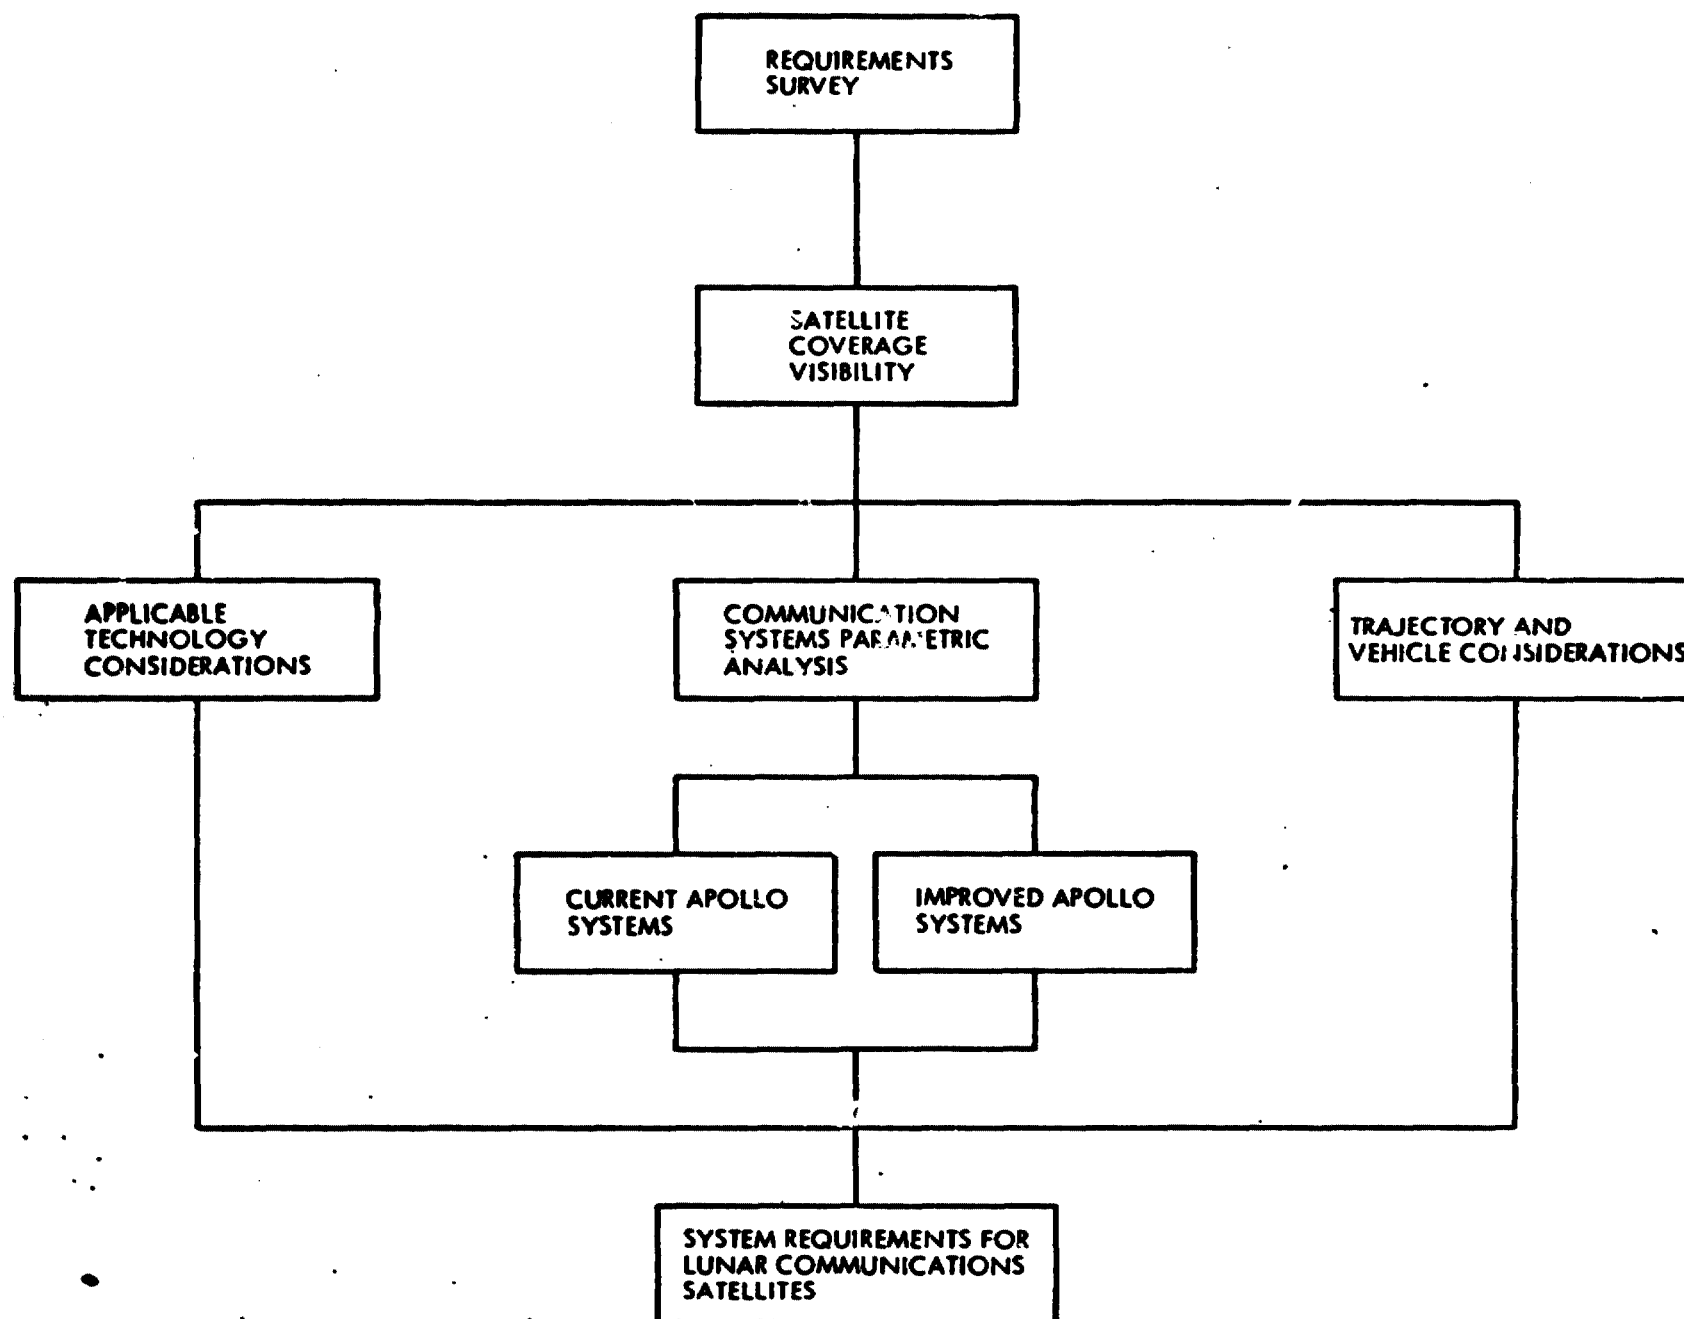 REQUIREMENTS
SURVEY
SATELLITE
COVERAGE
VISIBILITY
APPLICABLE
TECHNOLOGY
CONSIDERATIONS
COMMUNICATION
SYSTEMS PARAMETRIC
ANALYSIS
TRAJECTORY AND
VEHICLE CONSIDERATIONS
CURRENT APOLLO
SYSTEMS
IMPROVED APOLLO
SYSTEMS
SYSTEM REQUIREMENTS FOR
LUNAR COMMUNICATIONS
SATELLITES